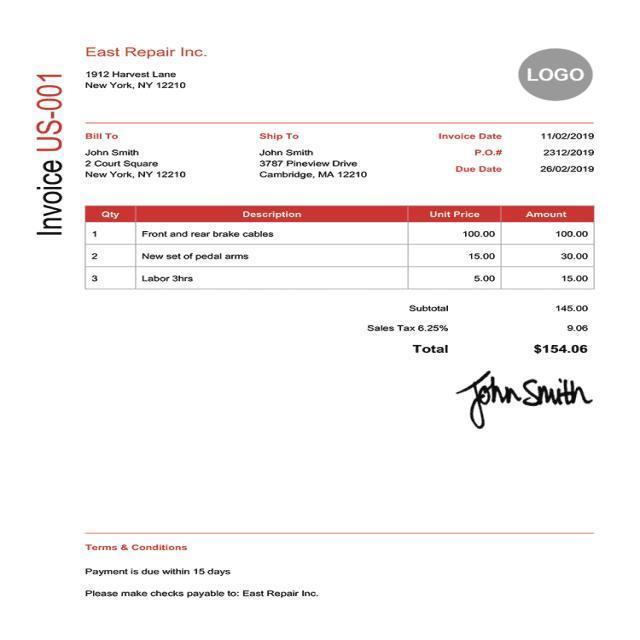 East Repair Inc.
1912 Harvest Lane
New York, NY 12210
LOGO
Invoice US-001
Bill To
John Smith
2 Court Square
New York, NY 12210
Ship To
John Smith
3787 Pineview Drive
Cambridge, MA 12210
Invoice Date 11/02/2019
P.O.# 2312/2019
Due Date 26/02/2019
Qty Description Unit Price Amount
1 Front and rear brake cables 100.00 100.00
2 New set of pedal arms 15.00 30.00
3 Labor 3hrs 5.00 15.00
Subtotal 145.00
Sales Tax 6.25% 9.06
Total $154.06
John Smith
Terms & Conditions
Payment is due within 15 days
Please make checks payable to: East Repair Inc.